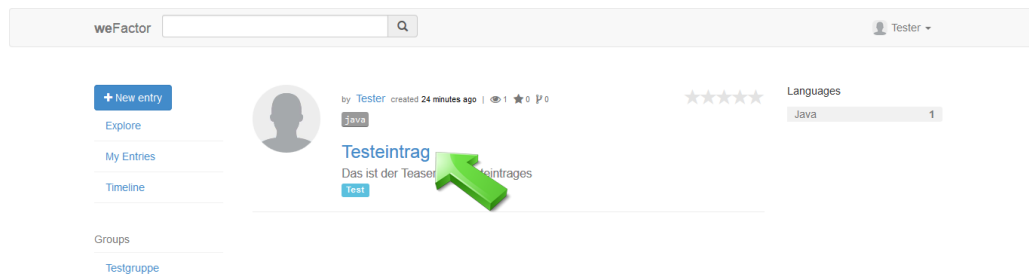 weFactor
Tester
New entry
Explore
My Entries
Timeline
Groups
Testgruppe
by Tester created 24 minutes ago | 1 0 0
java
Testeintrag
Das ist der Teaser
Test
Languages
Java 1